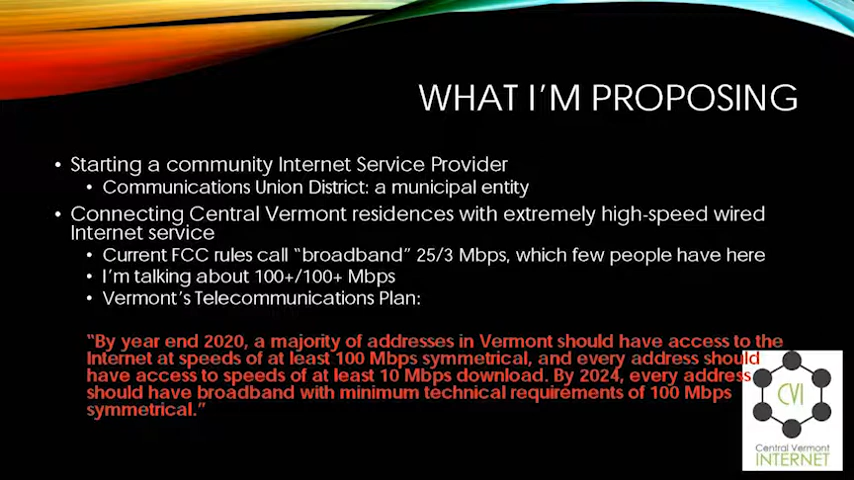 WHAT I'M PROPOSING
• Starting a community Internet Service Provider
• Communications Union District: a municipal entity
• Connecting Central Vermont residences with extremely high-speed wired
Internet service
• Current FCC rules call "broadband" 25/3 Mbps, which few people have here
• I'm talking about 100+/100+ Mbps
• Vermont's Telecommunications Plan:
"By year end 2020, a majority of addresses in Vermont should have access to the
Internet at speeds of at least 100 Mbps symmetrical, and every address should
have access to speeds of at least 10 Mbps download. By 2024, every address
should have broadband with minimum technical requirements of 100 Mbps
symmetrical."
CVI
Central Vermont
INTERNET